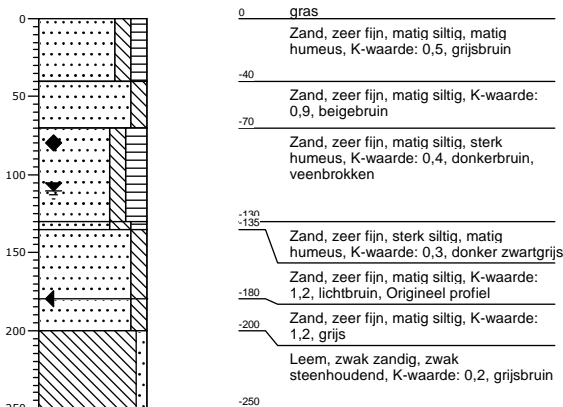 0
50
100
150
200
250
0 gras
Zand, zeer fijn, matig siltig, matig
humeus, K-waarde: 0,5, grijsbruin
-40
Zand, zeer fijn, matig siltig, K-waarde:
0,9, beigebruin
-70
Zand, zeer fijn, matig siltig, sterk
humeus, K-waarde: 0,4, donkerbruin,
veenbrokken
-130
-135
Zand, zeer fijn, sterk siltig, matig
humeus, K-waarde: 0,3, donker zwartgrijs
Zand, zeer fijn, matig siltig, K-waarde:
-180
1,2, lichtbruin, Origineel profiel
Zand, zeer fijn, matig siltig, K-waarde:
-200
1,2, grijs
Leem, zwak zandig, zwak
steenhoudend, K-waarde: 0,2, grijsbruin
-250